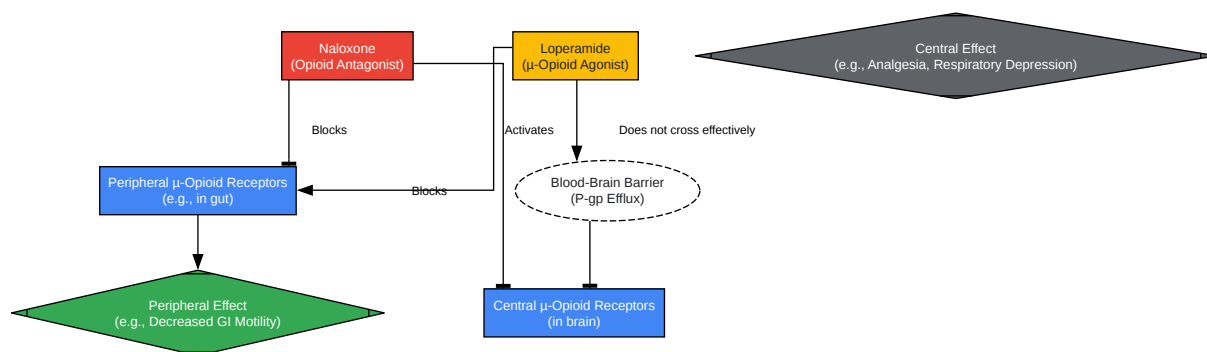 Naloxone
(Opioid Antagonist)
Loperamide
(µ-Opioid Agonist)
Central Effect
(e.g., Analgesia, Respiratory Depression)
Blocks
Activates
Does not cross effectively
Peripheral µ-Opioid Receptors
(e.g., in gut)
Blocks
Blood-Brain Barrier
(P-gp Efflux)
Peripheral Effect
(e.g., Decreased GI Motility)
Central µ-Opioid Receptors
(in brain)